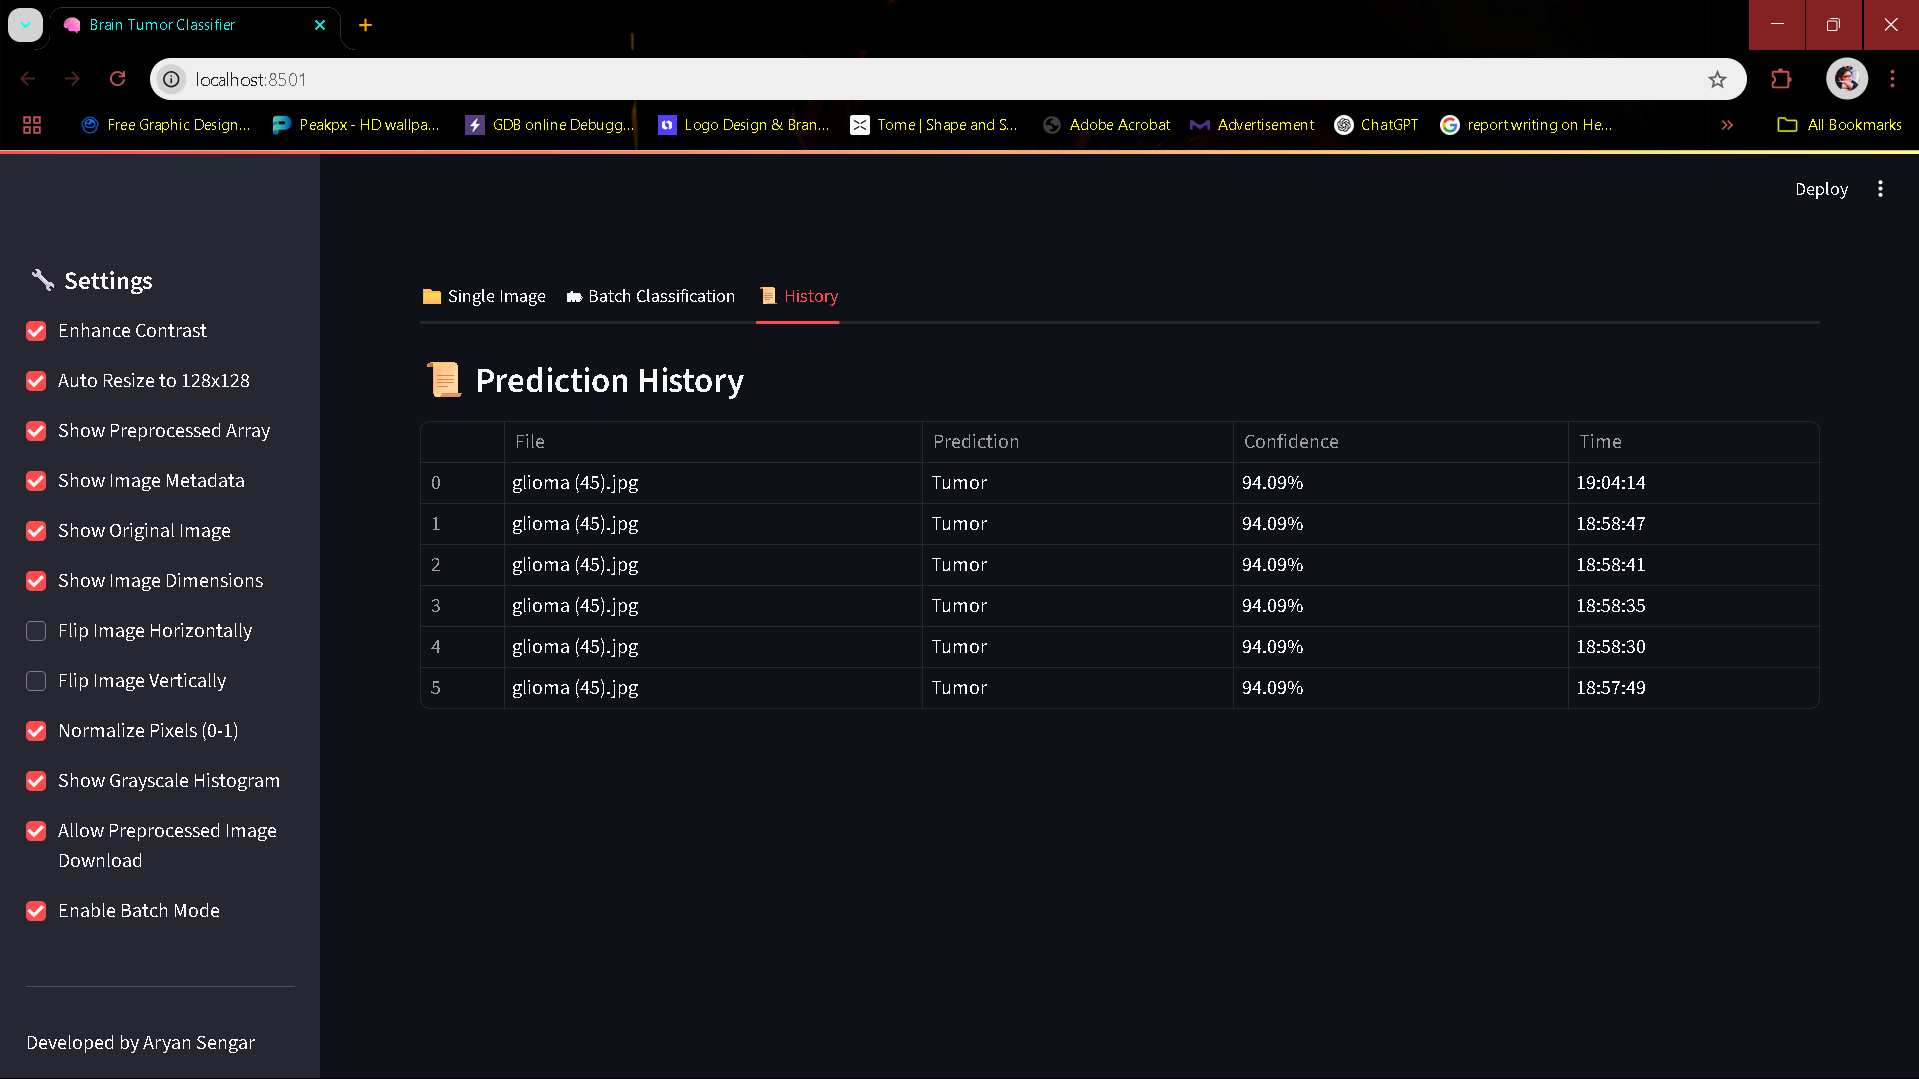 Brain Tumor Classifier
localhost:8501
Free Graphic Design... Peakpx - HD wallpa... GDB online Debugg... Logo Design & Bran... Tome | Shape and S... Adobe Acrobat Advertisement ChatGPT report writing on He... All Bookmarks
Deploy
Settings
Enhance Contrast
Auto Resize to 128x128
Show Preprocessed Array
Show Image Metadata
Show Original Image
Show Image Dimensions
Flip Image Horizontally
Flip Image Vertically
Normalize Pixels (0-1)
Show Grayscale Histogram
Allow Preprocessed Image
Download
Enable Batch Mode
Developed by Aryan Sengar
Single Image Batch Classification History
Prediction History
File Prediction Confidence Time
0 glioma (45).jpg Tumor 94.09% 19:04:14
1 glioma (45).jpg Tumor 94.09% 18:58:47
2 glioma (45).jpg Tumor 94.09% 18:58:41
3 glioma (45).jpg Tumor 94.09% 18:58:35
4 glioma (45).jpg Tumor 94.09% 18:58:30
5 glioma (45).jpg Tumor 94.09% 18:57:49